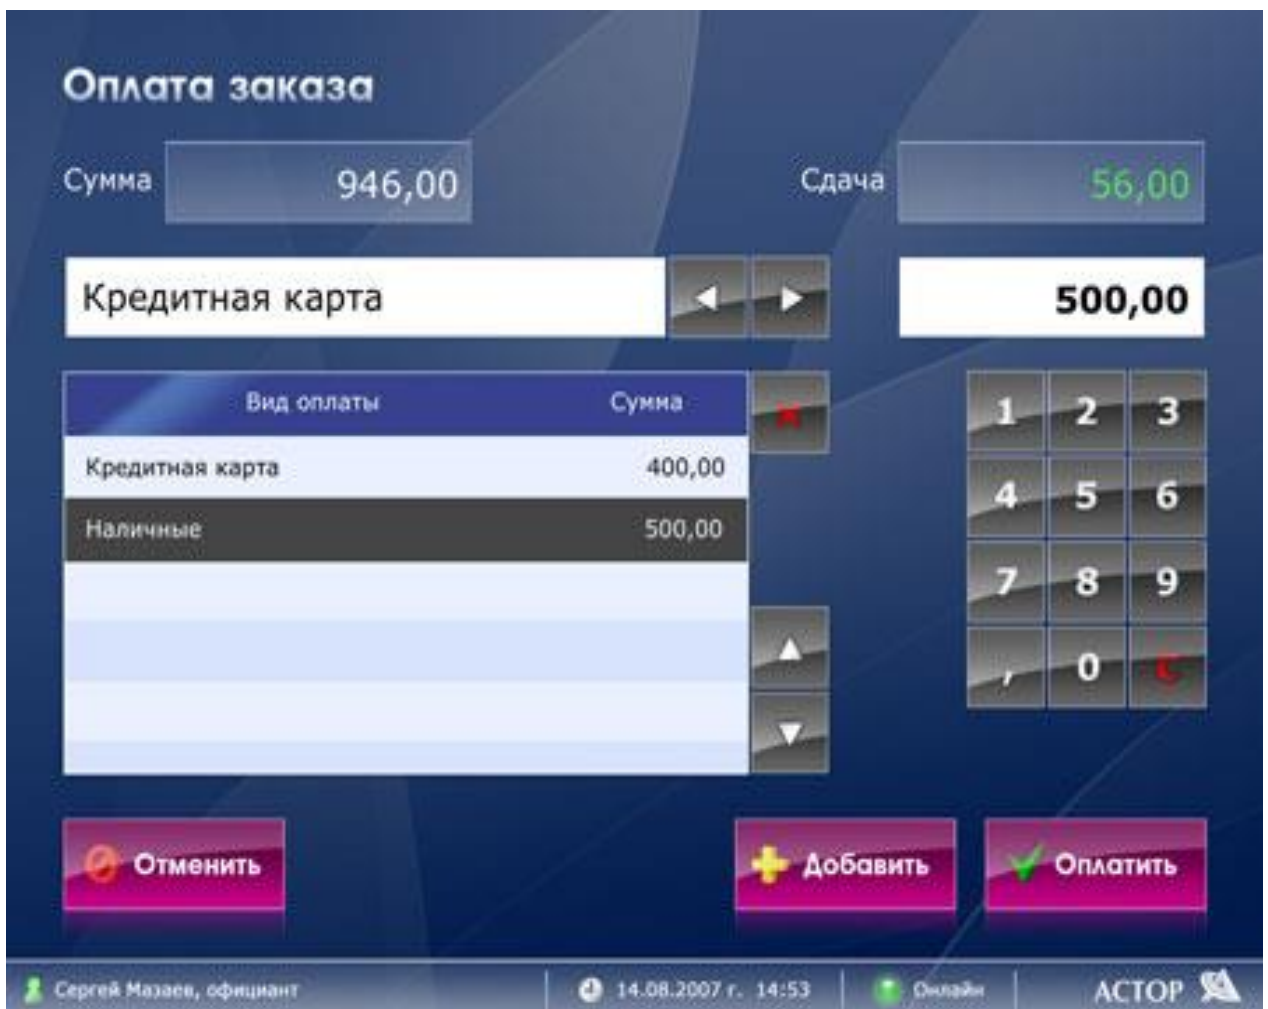 Оплата заказа
Сумма 946,00 Сдача 56,00
Кредитная карта 500,00
Вид оплаты Сумма
Кредитная карта 400,00
Наличные 500,00
1 2 3
4 5 6
7 8 9
, 0 C
Отменить Добавить Оплатить
Сергей Мазаев, официант 14.08.2007 г. 14:53 Онлайн АСТОР